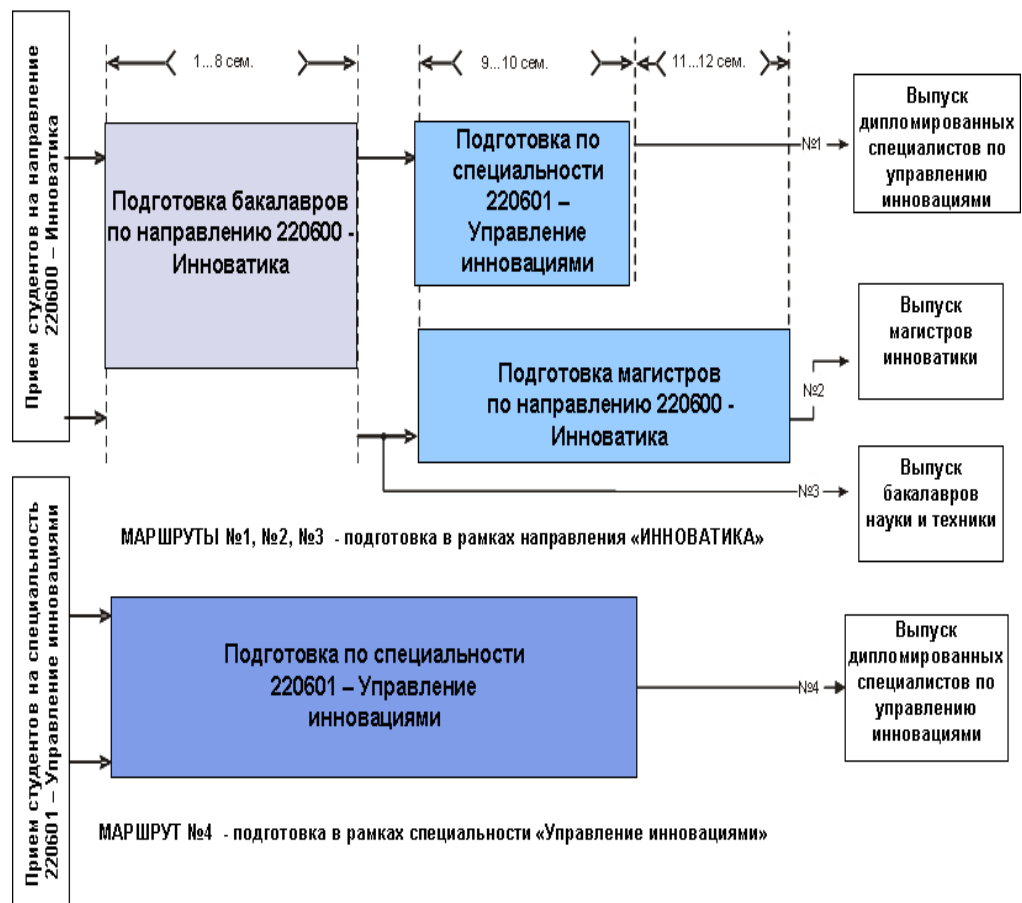 Прием студентов на направление
220600 – Инноватика
1...8 сем.
9...10 сем.
11...12 сем.
Подготовка бакалавров
по направлению 220600 -
Инноватика
Подготовка по
специальности
220601 –
Управление
инновациями
№1
Выпуск
дипломированных
специалистов по
управлению
инновациями
Подготовка магистров
по направлению 220600 -
Инноватика
№2
Выпуск
магистров
инноватики
№3
Выпуск
бакалавров
науки и техники
МАРШРУТЫ №1, №2, №3 - подготовка в рамках направления «ИННОВАТИКА»
Прием студентов на специальность
220601 – Управление инновациями
Подготовка по специальности
220601 – Управление
инновациями
№4
Выпуск
дипломированных
специалистов по
управлению
инновациями
МАРШРУТ №4 - подготовка в рамках специальности «Управление инновациями»